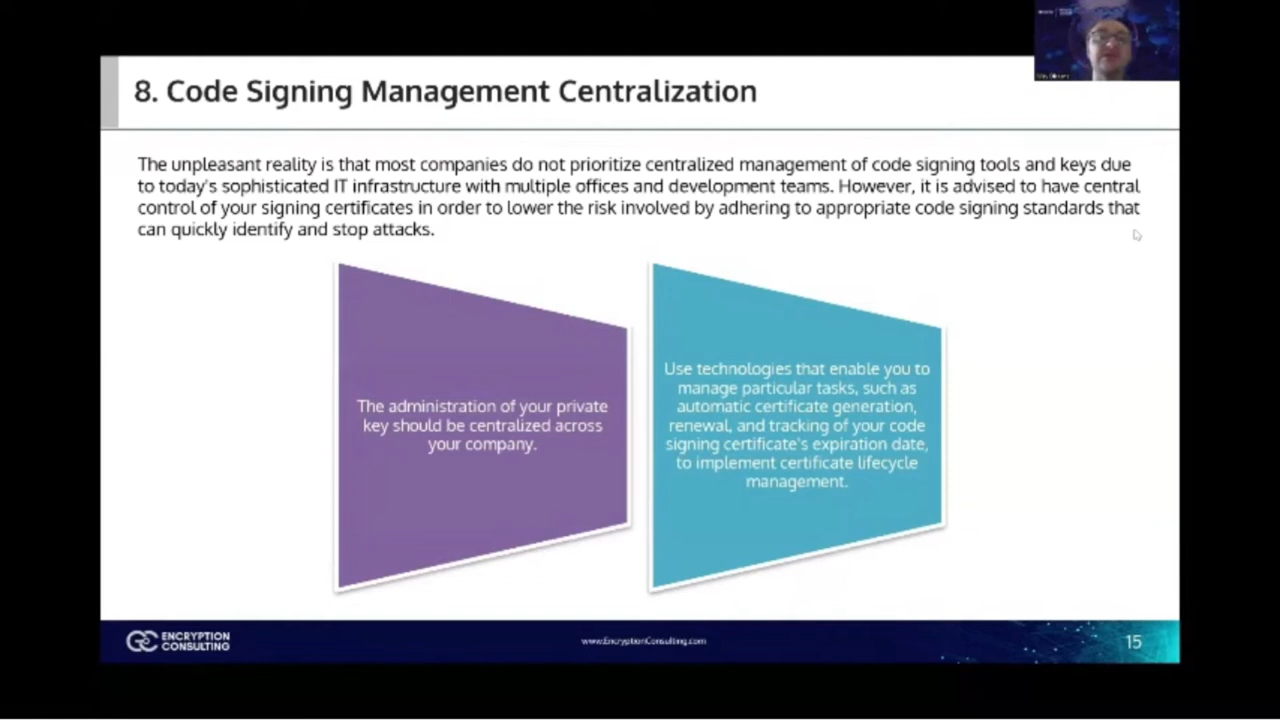 8. Code Signing Management Centralization
The unpleasant reality is that most companies do not prioritize centralized management of code signing tools and keys due
to today's sophisticated IT infrastructure with multiple offices and development teams. However, it is advised to have central
control of your signing certificates in order to lower the risk involved by adhering to appropriate code signing standards that
can quickly identify and stop attacks.
The administration of your private
key should be centralized across
your company.
Use technologies that enable you to
manage particular tasks, such as
automatic certificate generation,
renewal, and tracking of your code
signing certificate's expiration date,
to implement certificate lifecycle
management.
ENCRYPTION
CONSULTING
www.EncryptionConsulting.com
15